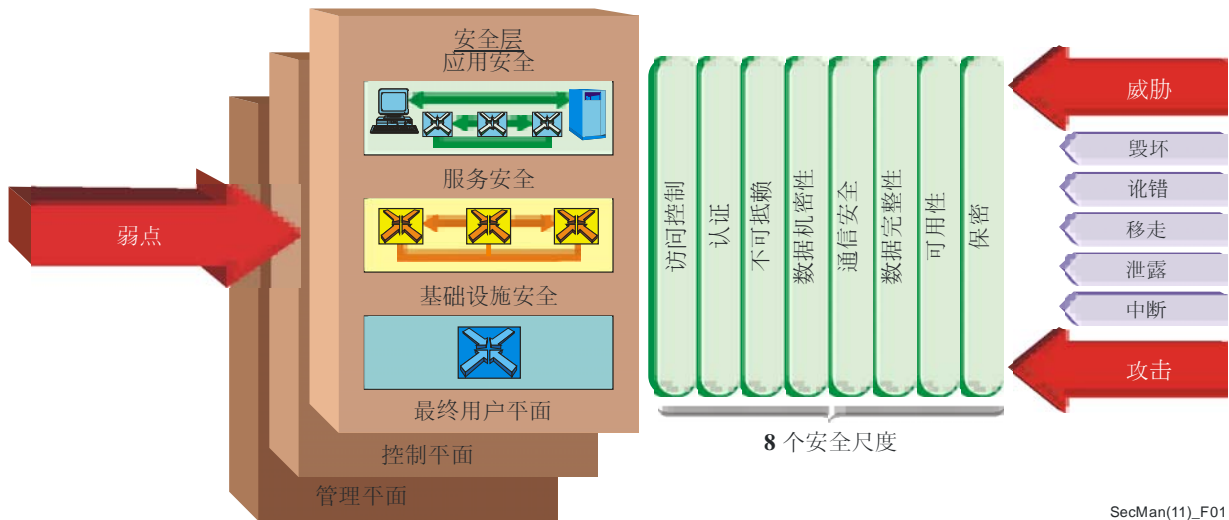 安全层
应用安全
服务安全
基础设施安全
最终用户平面
控制平面
管理平面
弱点
访问控制
认证
不可抵赖
数据机密性
通信安全
数据完整性
可用性
保密
8 个安全尺度
威胁
毁坏
讹错
移走
泄露
中断
攻击
SecMan(11)_F01